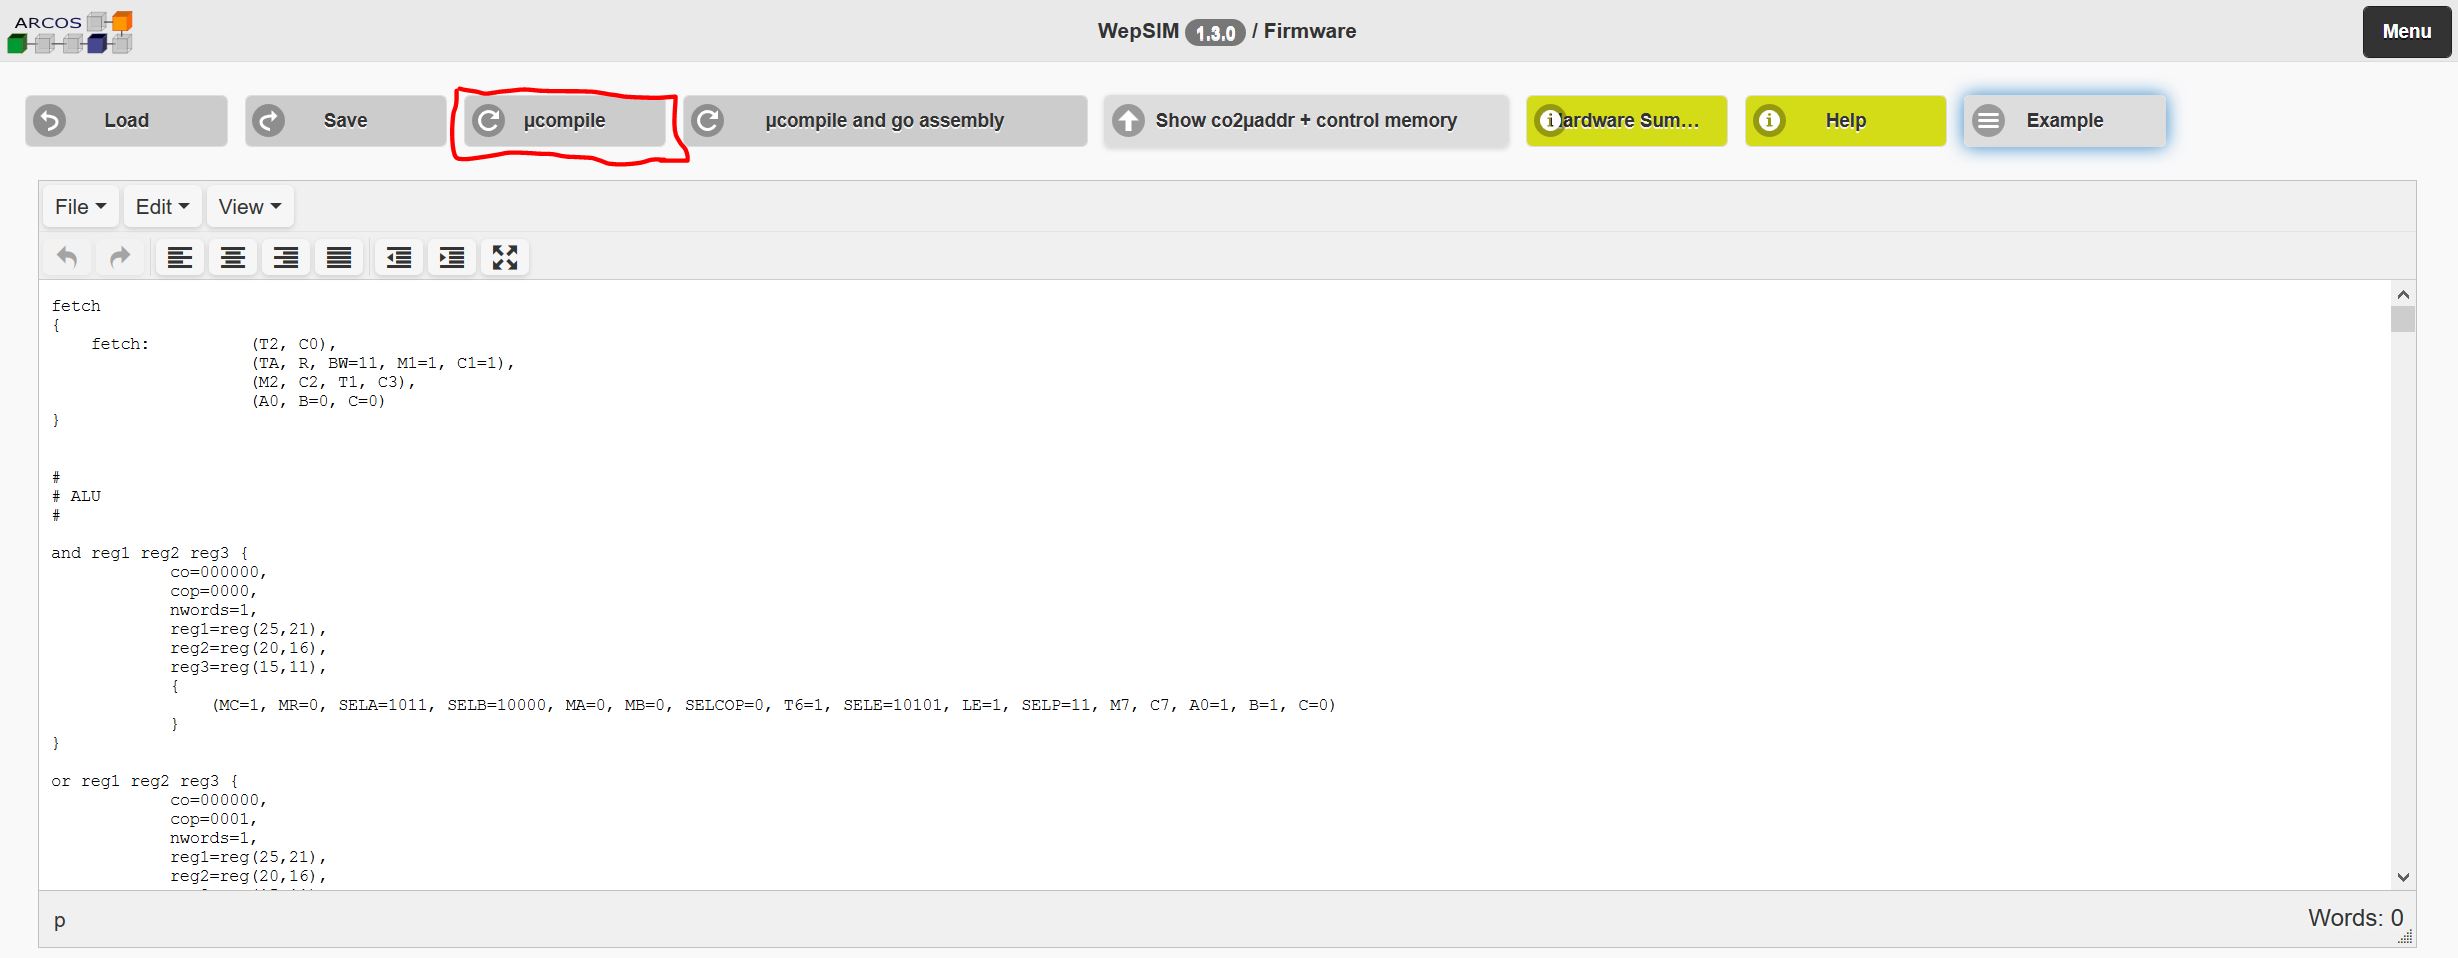 ARCOS
WepSIM 1.3.0 / Firmware
Menu
Load
Save
µcompile
µcompile and go assembly
Show co2µaddr + control memory
ardware Sum...
Help
Example
File
Edit
View
fetch
{
fetch: (T2, C0),
(TA, R, BW=11, M1=1, C1=1),
(M2, C2, T1, C3),
(A0, B=0, C=0)
}
#
# ALU
#
and reg1 reg2 reg3 {
co=000000,
cop=0000,
nwords=1,
reg1=reg(25,21),
reg2=reg(20,16),
reg3=reg(15,11),
{
(MC=1, MR=0, SELA=1011, SELB=10000, MA=0, MB=0, SELCOP=0, T6=1, SELE=10101, LE=1, SELP=11, M7, C7, A0=1, B=1, C=0)
}
}
or reg1 reg2 reg3 {
co=000000,
cop=0001,
nwords=1,
reg1=reg(25,21),
reg2=reg(20,16),
p
Words: 0